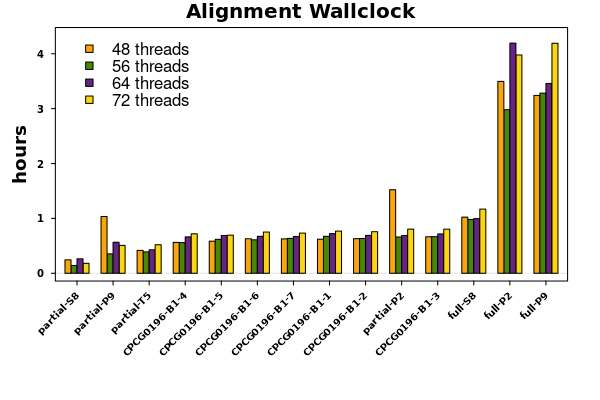 Alignment Wallclock
48 threads
56 threads
64 threads
72 threads
hours
4
3
2
1
0
partial-S8
partial-P9
partial-T5
CPCG0196-B1-4
CPCG0196-B1-5
CPCG0196-B1-6
CPCG0196-B1-7
CPCG0196-B1-1
CPCG0196-B1-2
partial-P2
CPCG0196-B1-3
full-S8
full-P2
full-P9